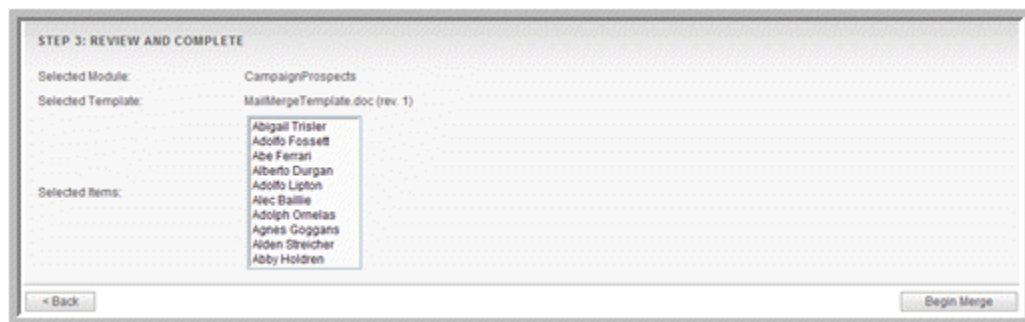 STEP 3: REVIEW AND COMPLETE
Selected Module: CampaignProspects
Selected Template: MailMergeTemplate.doc (rev. 1)
Selected Items:
Abigail Trisler
Adolfo Fossett
Abe Ferrari
Alberto Durgan
Adolfo Lipton
Alec Baillie
Adolph Ornelas
Agnes Goggans
Alden Streicher
Abby Holdren
< Back Begin Merge